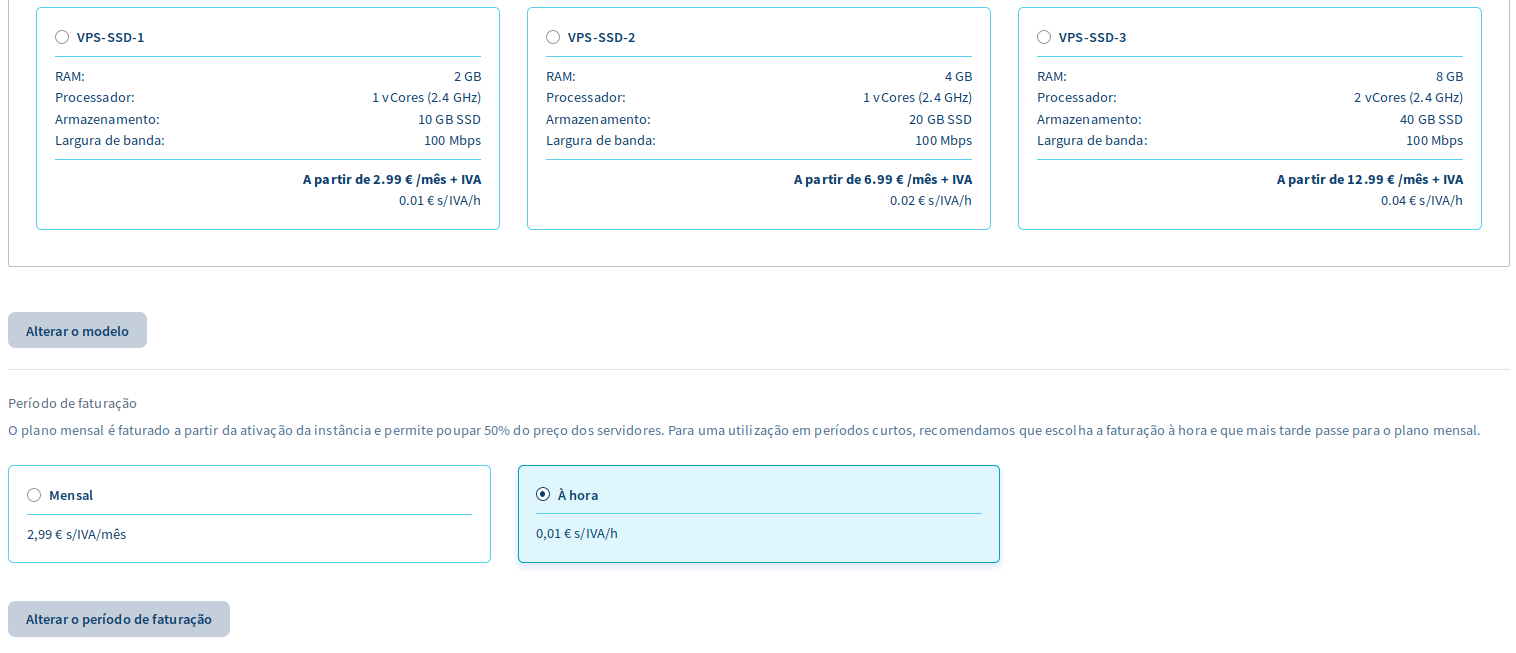 VPS-SSD-1
RAM: 2 GB
Processador: 1 vCores (2.4 GHz)
Armazenamento: 10 GB SSD
Largura de banda: 100 Mbps
A partir de 2.99 € /mês + IVA
0.01 € s/IVA/h
VPS-SSD-2
RAM: 4 GB
Processador: 1 vCores (2.4 GHz)
Armazenamento: 20 GB SSD
Largura de banda: 100 Mbps
A partir de 6.99 € /mês + IVA
0.02 € s/IVA/h
VPS-SSD-3
RAM: 8 GB
Processador: 2 vCores (2.4 GHz)
Armazenamento: 40 GB SSD
Largura de banda: 100 Mbps
A partir de 12.99 € /mês + IVA
0.04 € s/IVA/h
Alterar o modelo
Período de faturação
O plano mensal é faturado a partir da ativação da instância e permite poupar 50% do preço dos servidores. Para uma utilização em períodos curtos, recomendamos que escolha a faturação à hora e que mais tarde passe para o plano mensal.
Mensal
2,99 € s/IVA/mês
À hora
0,01 € s/IVA/h
Alterar o período de faturação